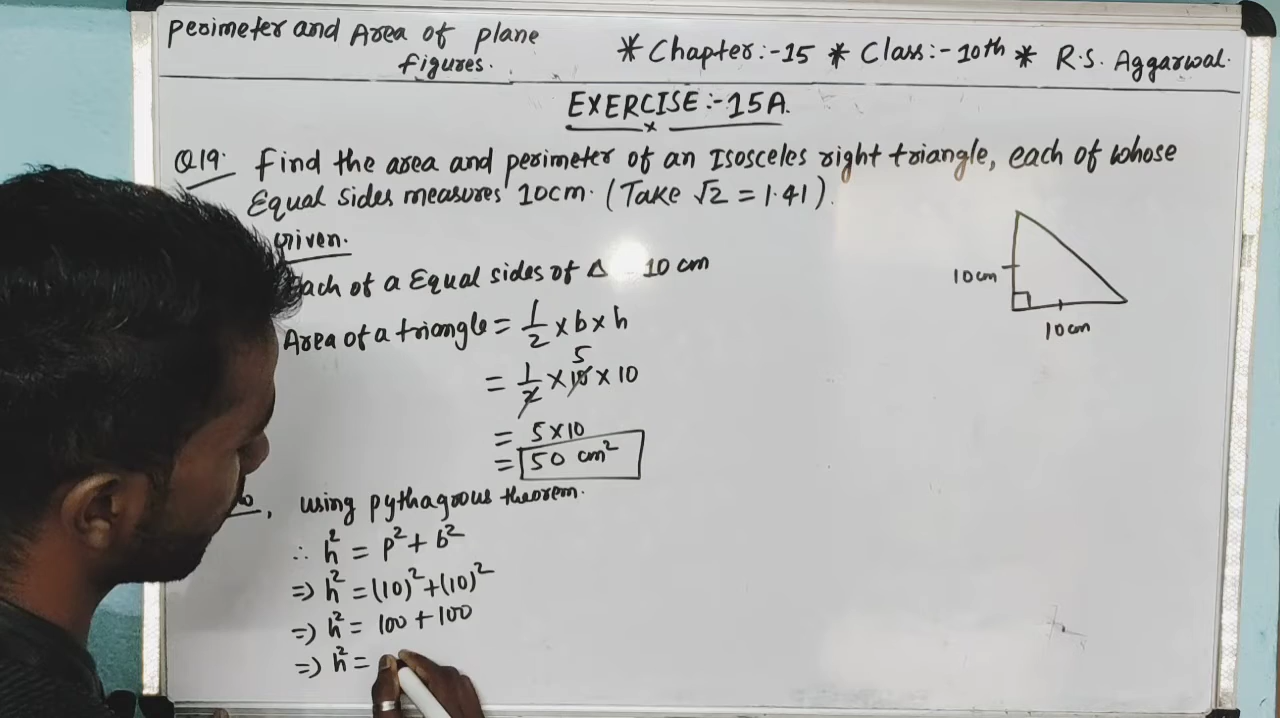 Perimeter and Area of plane
figures.
* Chapter:-15 * Class:- 10th * R.S. Aggarwal.
EXERCISE:-15A.
Q19. Find the area and perimeter of an Isosceles right triangle, each of whose
Equal sides measures 10cm. (Take √2 = 1.41).
Given.
Each of a Equal sides of Δ 10 cm
Area of a triangle = 1/2 × b × h
= 1/2 × 10 × 10
5
= 5×10
= 50 cm²
, using pythagrous theorem.
∴ h² = p² + b²
⇒ h² = (10)² + (10)²
⇒ h² = 100 + 100
⇒ h² =
10cm
10cm